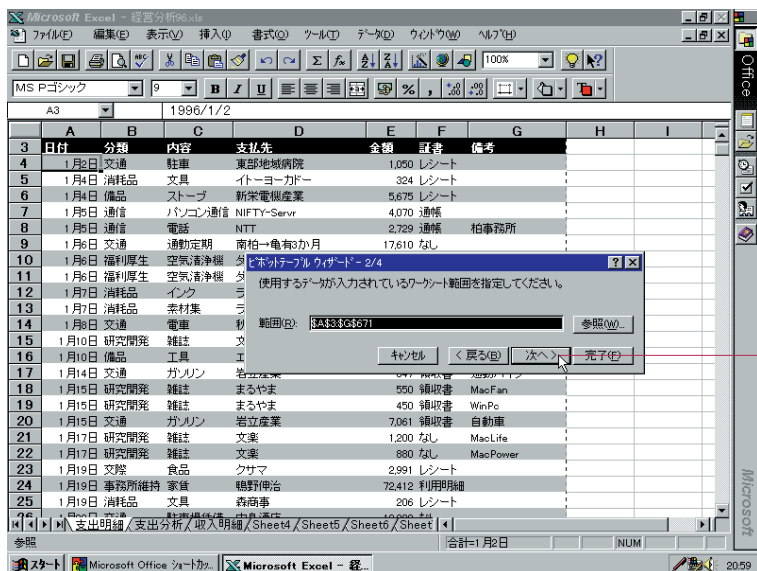 Microsoft Excel - 経営分析96.xls
ファイル(F) 編集(E) 表示(V) 挿入(I) 書式(O) ツール(T) データ(D) ウィンドウ(W) ヘルプ(H)
100%
MS Pゴシック 9 B I U
A3 1996/1/2
A B C D E F G H I
3 日付 分類 内容 支払先 金額 証書 備考
4 1月2日 交通 駐車 東部地域病院 1,050 レシート
5 1月4日 消耗品 文具 イトーヨーカドー 324 レシート
6 1月4日 備品 ストーブ 新栄電機産業 5,675 レシート
7 1月5日 通信 パソコン通信 NIFTY-Servr 4,070 通帳
8 1月5日 通信 電話 NTT 2,729 通帳 柏事務所
9 1月6日 交通 通勤定期 南柏→亀有3か月 17,610 なし
10 1月6日 福利厚生 空気清浄機
11 1月6日 福利厚生 空気清浄機
12 1月7日 消耗品 インク
13 1月7日 消耗品 素材集
14 1月8日 交通 電車
15 1月10日 研究開発 雑誌
16 1月10日 備品 工具
17 1月14日 交通 ガソリン
18 1月15日 研究開発 雑誌 まるやま 550 領収書 MacFan
19 1月15日 研究開発 雑誌 まるやま 450 領収書 WinPc
20 1月15日 交通 ガソリン 岩立産業 7,061 領収書 自動車
21 1月17日 研究開発 雑誌 文楽 1,200 なし MacLife
22 1月17日 研究開発 雑誌 文楽 880 なし MacPower
23 1月19日 交際 食品 クサマ 2,991 レシート
24 1月19日 事務所維持 家賃 鴨野伸治 72,412 利用明細
25 1月19日 消耗品 文具 森商事 206 レシート
ピボットテーブル ウィザード - 2/4
使用するデータが入力されているワークシート範囲を指定してください。
範囲(R): $A$3:$G$671 参照(W)...
キャンセル < 戻る(B) 次へ > 完了(F)
支出明細 支出分析 収入明細 Sheet4 Sheet5 Sheet6 Sheet
参照 合計=1月2日 NUM
スタート Microsoft Office ショートカッ... Microsoft Excel - 経... 20:59
Office
Microsoft